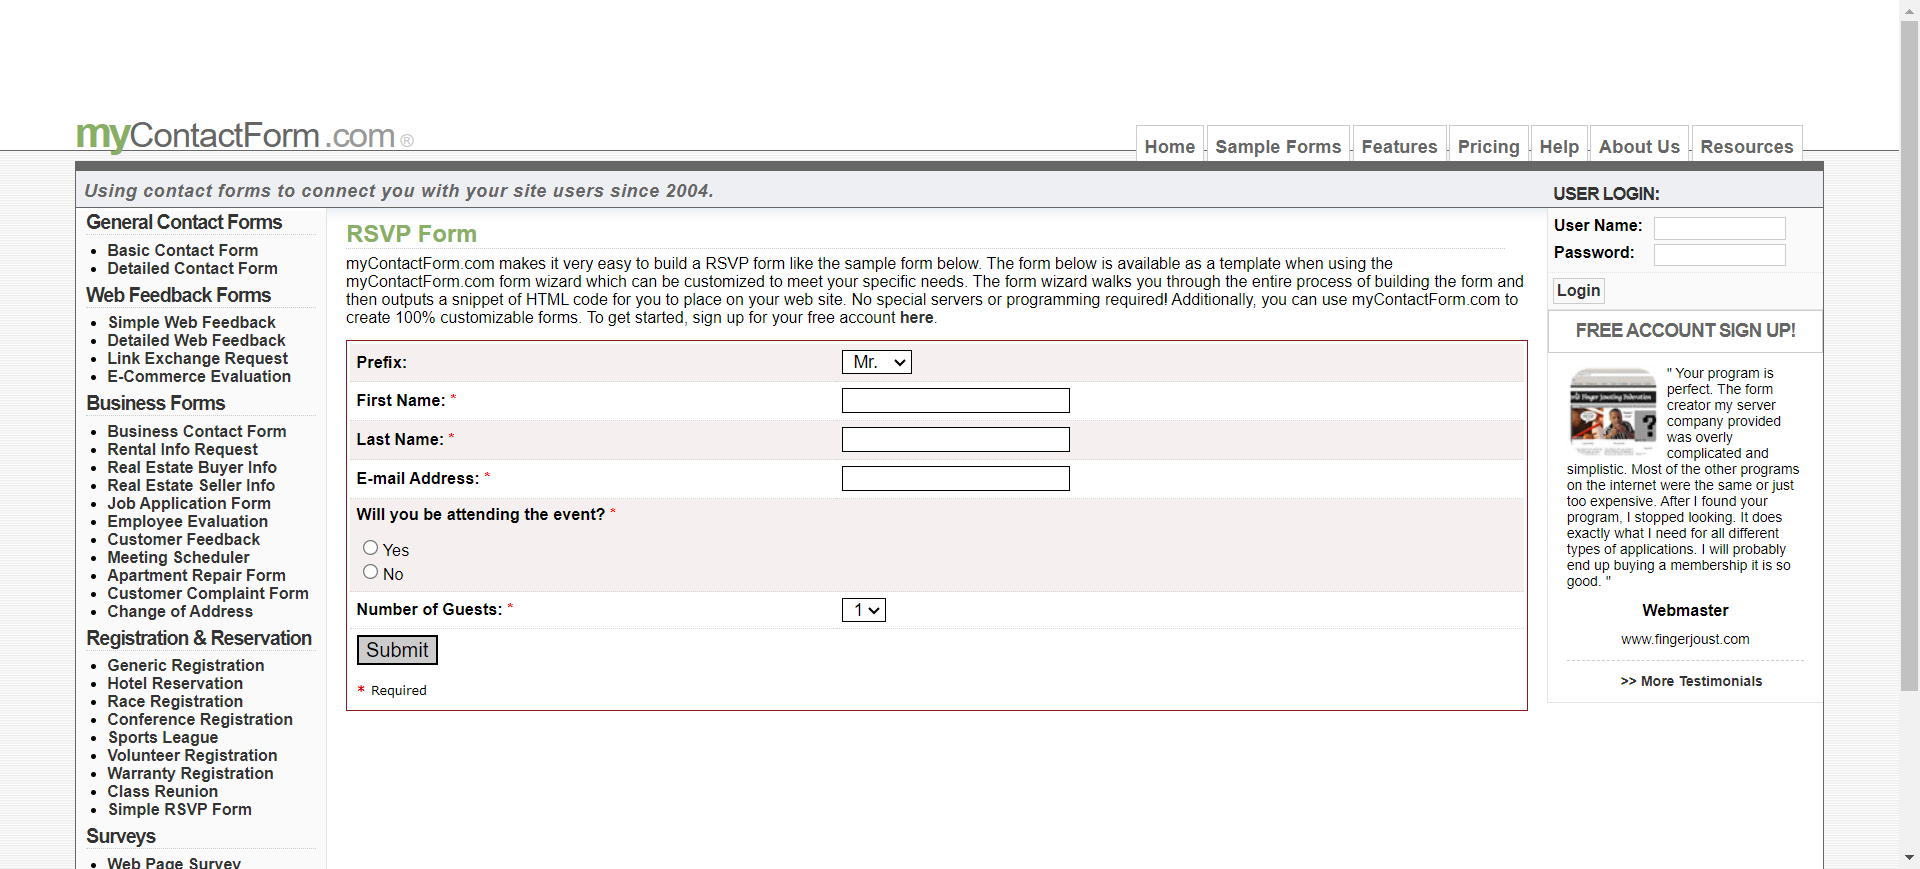 myContactForm.com®
Home
Sample Forms
Features
Pricing
Help
About Us
Resources
Using contact forms to connect you with your site users since 2004.
USER LOGIN:
General Contact Forms
Basic Contact Form
Detailed Contact Form
Web Feedback Forms
Simple Web Feedback
Detailed Web Feedback
Link Exchange Request
E-Commerce Evaluation
Business Forms
Business Contact Form
Rental Info Request
Real Estate Buyer Info
Real Estate Seller Info
Job Application Form
Employee Evaluation
Customer Feedback
Meeting Scheduler
Apartment Repair Form
Customer Complaint Form
Change of Address
Registration & Reservation
Generic Registration
Hotel Reservation
Race Registration
Conference Registration
Sports League
Volunteer Registration
Warranty Registration
Class Reunion
Simple RSVP Form
Surveys
Web Page Survey
RSVP Form
myContactForm.com makes it very easy to build a RSVP form like the sample form below. The form below is available as a template when using the
myContactForm.com form wizard which can be customized to meet your specific needs. The form wizard walks you through the entire process of building the form and
then outputs a snippet of HTML code for you to place on your web site. No special servers or programming required! Additionally, you can use myContactForm.com to
create 100% customizable forms. To get started, sign up for your free account here.
Prefix: Mr.
First Name: *
Last Name: *
E-mail Address: *
Will you be attending the event? *
Yes
No
Number of Guests: * 1
Submit
* Required
User Name:
Password:
Login
FREE ACCOUNT SIGN UP!
World Finger Jousting Federation
?
" Your program is
perfect. The form
creator my server
company provided
was overly
complicated and
simplistic. Most of the other programs
on the internet were the same or just
too expensive. After I found your
program, I stopped looking. It does
exactly what I need for all different
types of applications. I will probably
end up buying a membership it is so
good. "
Webmaster
www.fingerjoust.com
>> More Testimonials